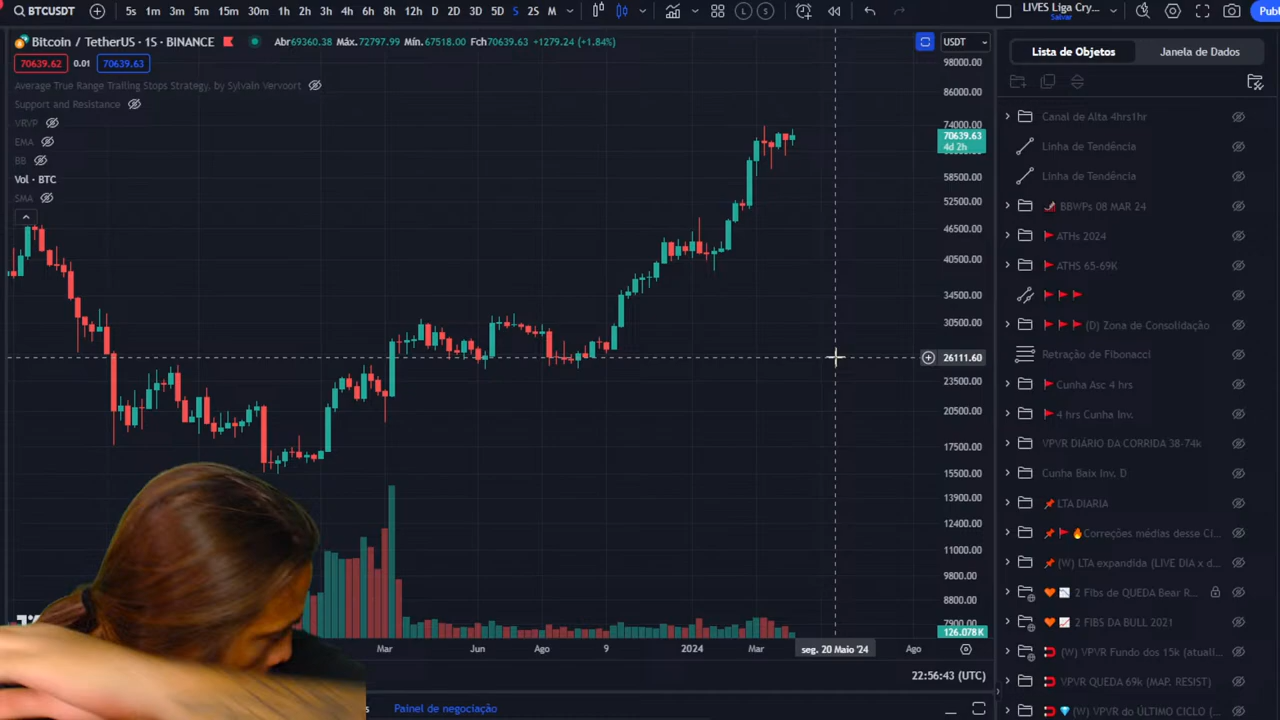 BTCUSDT 5s 1m 3m 5m 15m 30m 1h 2h 3h 4h 6h 8h 12h D 2D 3D 5D S 2S M L S LIVES Liga Cry... Salvar Publ
Bitcoin / TetherUS · 1S · BINANCE Abr69360.38 Máx.72797.99 Mín.67518.00 Fch70639.63 +1279.24 (+1.84%) USDT
70639.62 0.01 70639.63
Average True Range Trailing Stops Strategy, by Sylvain Vervoort
Support and Resistance
VRVP
EMA
BB
Vol · BTC
SMA
98000.00
86000.00
74000.00
70639.63
4d 2h
58500.00
52500.00
46500.00
40500.00
34500.00
30500.00
26111.60
23500.00
20500.00
17500.00
15500.00
13900.00
12400.00
11000.00
9800.00
8800.00
7900.00
126.078K
Mar Jun Ago 9 2024 Mar seg. 20 Maio '24 Ago
22:56:43 (UTC)
Painel de negociação
Lista de Objetos Janela de Dados
Canal de Alta 4hrs1hr
Linha de Tendência
Linha de Tendência
BBWPs 08 MAR 24
ATHs 2024
ATHS 65-69K
(D) Zona de Consolidação
Retração de Fibonacci
Cunha Asc 4 hrs
4 hrs Cunha Inv.
VPVR DIÁRIO DA CORRIDA 38-74k
Cunha Baix Inv. D
LTA DIARIA
Correções médias desse CI...
(W) LTA expandida (LIVE DIA x d...
2 FIbs de QUEDA Bear R...
2 FIBS DA BULL 2021
(W) VPVR Fundo dos 15k (atuali...
VPVR QUEDA 69k (MAP. RESIST)
(W) VPVR do ÚLTIMO CICLO (...